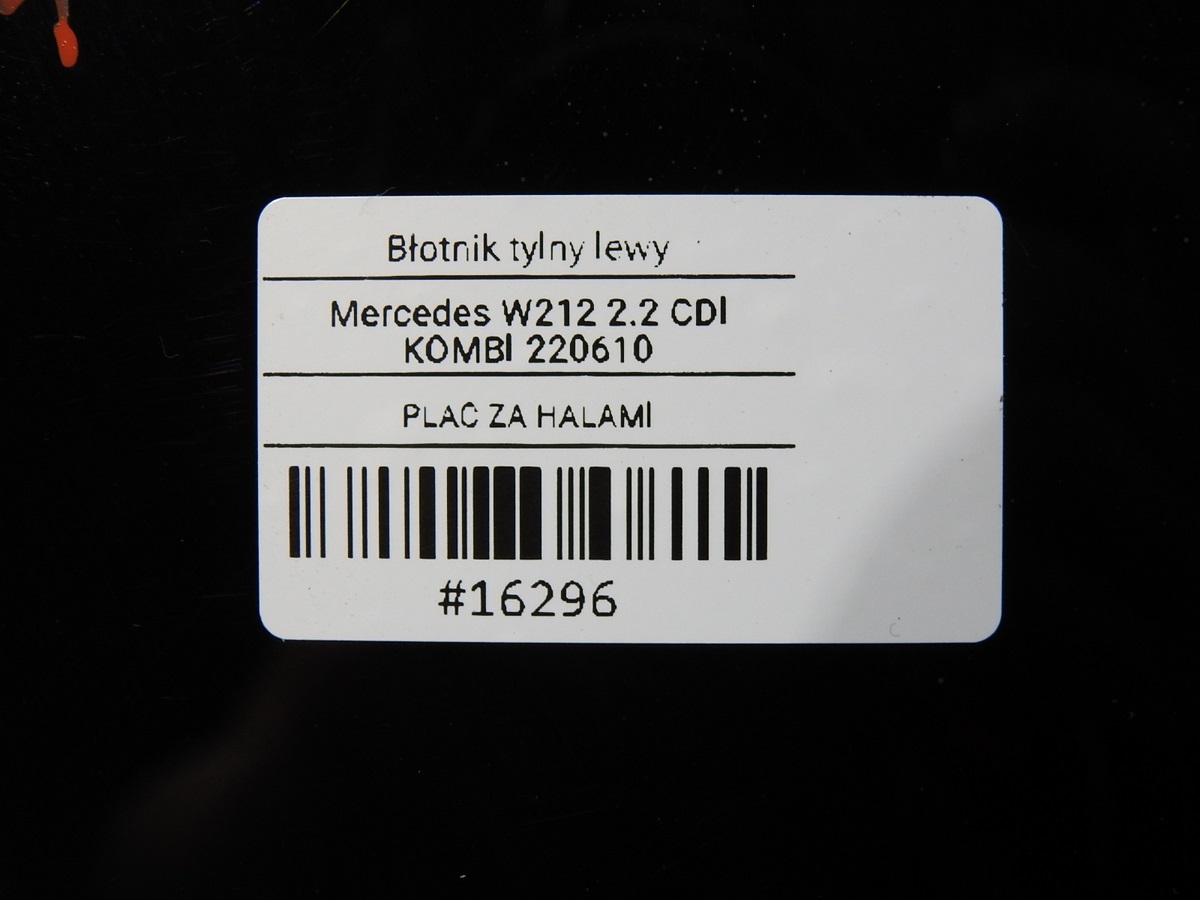 Błotnik tylny lewy
Mercedes W212 2.2 CDI
KOMBI 220610
PLAC ZA HALAMI
#16296